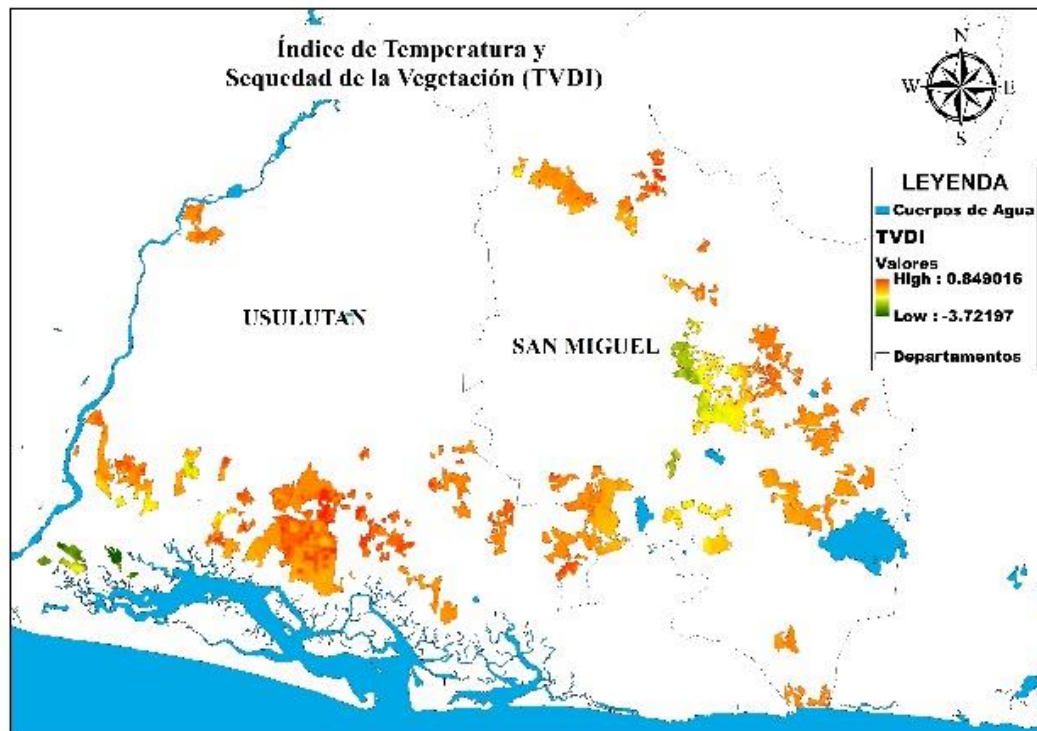 Índice de Temperatura y
Sequedad de la Vegetación (TVDI)
N
W E
S
LEYENDA
Cuerpos de Agua
TVDI
Valores
High : 0.849016
Low : -3.72197
Departamentos
USULUTAN
SAN MIGUEL